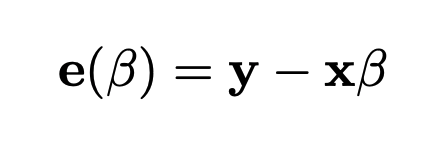 e(β) = y − xβ